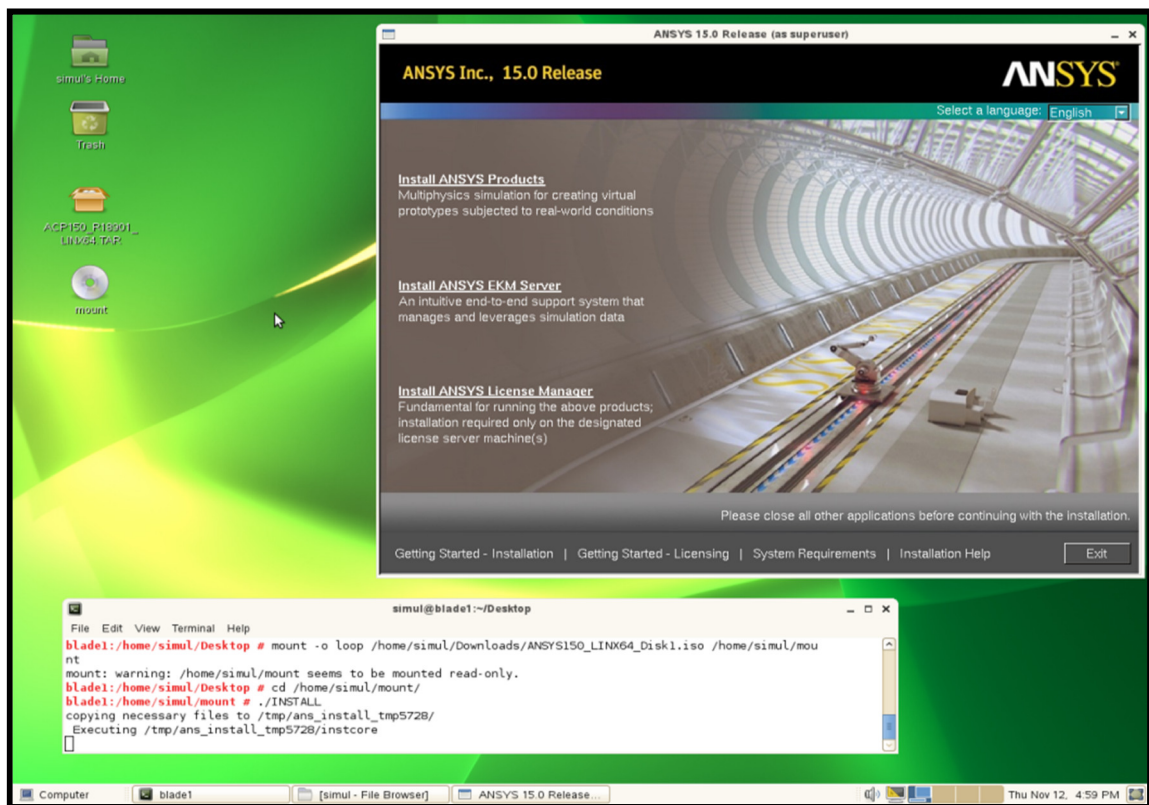 simul's Home
Trash
ACP150_P18901_
LINX64.TAR
mount
ANSYS 15.0 Release (as superuser)
ANSYS Inc., 15.0 Release
ANSYS
Select a language: English
Install ANSYS Products
Multiphysics simulation for creating virtual
prototypes subjected to real-world conditions
Install ANSYS EKM Server
An intuitive end-to-end support system that
manages and leverages simulation data
Install ANSYS License Manager
Fundamental for running the above products;
installation required only on the designated
license server machine(s)
Please close all other applications before continuing with the installation.
Getting Started - Installation | Getting Started - Licensing | System Requirements | Installation Help Exit
simul@blade1:~/Desktop
File Edit View Terminal Help
blade1:/home/simul/Desktop # mount -o loop /home/simul/Downloads/ANSYS150_LINX64_Disk1.iso /home/simul/mou
nt
mount: warning: /home/simul/mount seems to be mounted read-only.
blade1:/home/simul/Desktop # cd /home/simul/mount/
blade1:/home/simul/mount # ./INSTALL
copying necessary files to /tmp/ans_install_tmp5728/
Executing /tmp/ans_install_tmp5728/instcore
Computer blade1 [simul - File Browser] ANSYS 15.0 Release... Thu Nov 12, 4:59 PM